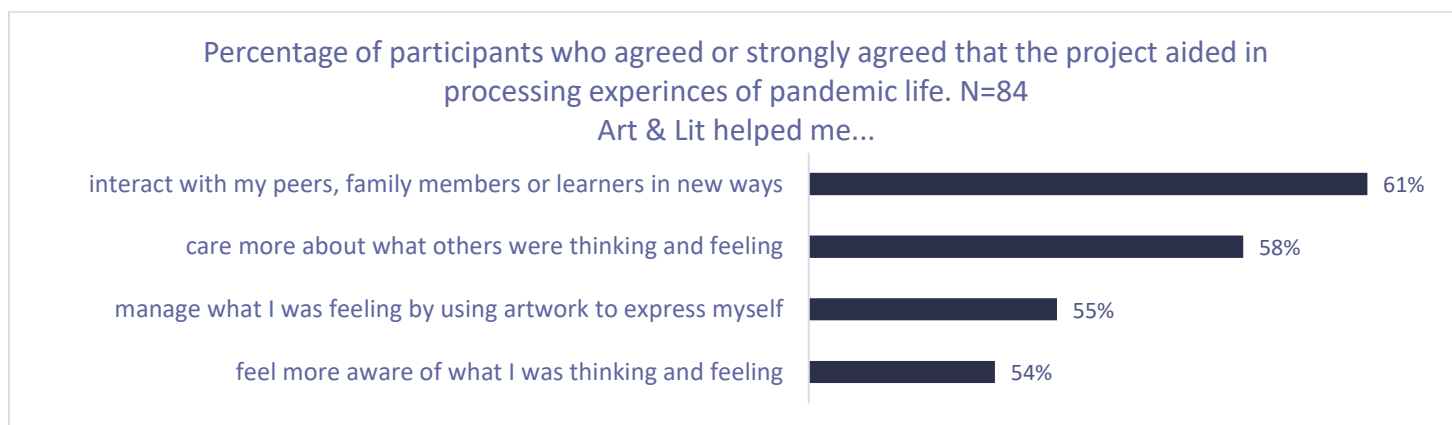 Percentage of participants who agreed or strongly agreed that the project aided in
processing experinces of pandemic life. N=84
Art & Lit helped me...
interact with my peers, family members or learners in new ways 61%
care more about what others were thinking and feeling 58%
manage what I was feeling by using artwork to express myself 55%
feel more aware of what I was thinking and feeling 54%